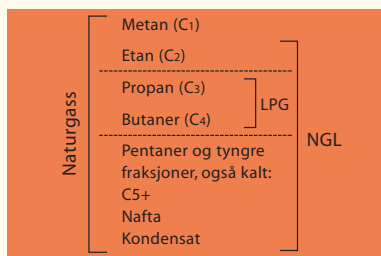 Naturgass
Metan (C1)
Etan (C2)
Propan (C3)
Butaner (C4)
LPG
Pentaner og tyngre
fraksjoner, også kalt:
C5+
Nafta
Kondensat
NGL